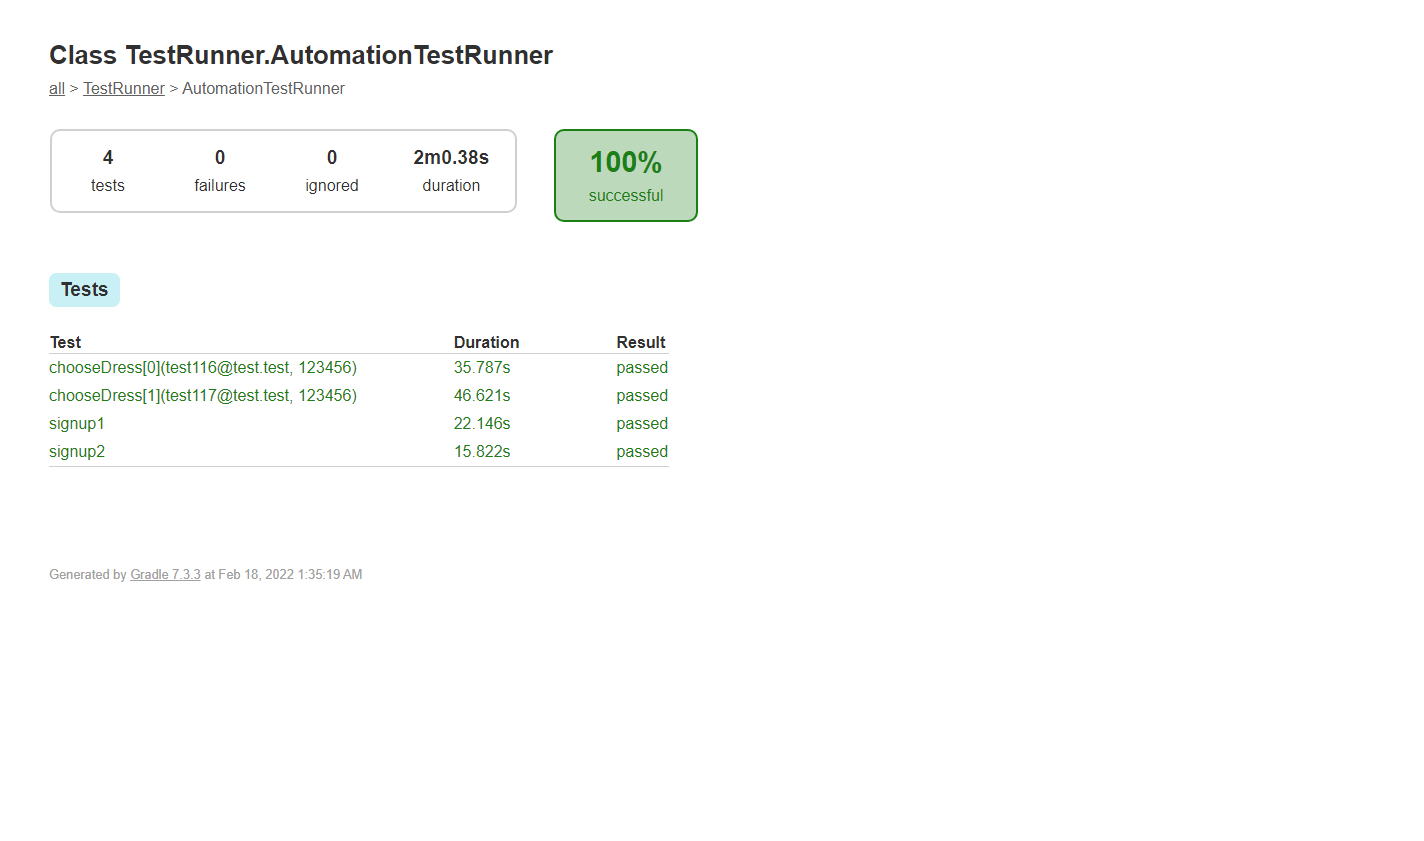 Class TestRunner.AutomationTestRunner
all > TestRunner > AutomationTestRunner
4 0 0 2m0.38s
tests failures ignored duration
100%
successful
Tests
Test Duration Result
chooseDress[0](test116@test.test, 123456) 35.787s passed
chooseDress[1](test117@test.test, 123456) 46.621s passed
signup1 22.146s passed
signup2 15.822s passed
Generated by Gradle 7.3.3 at Feb 18, 2022 1:35:19 AM